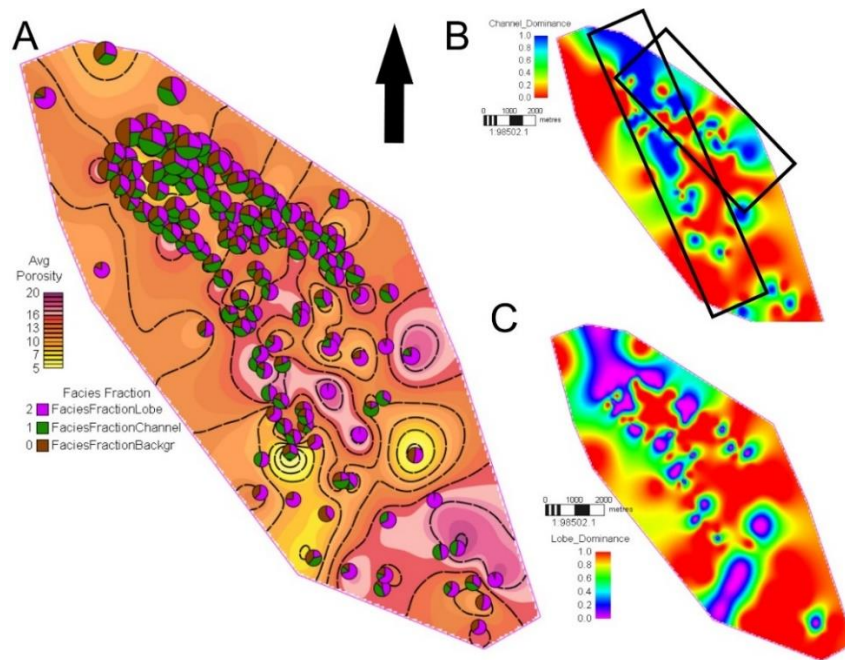 A
Avg
Porosity
20
16
13
10
7
5
Facies Fraction
2 FaciesFractionLobe
1 FaciesFractionChannel
0 FaciesFractionBackgr
B
Channel_Dominance
1.0
0.8
0.6
0.4
0.2
0.0
0 1000 2000
metres
1:98502.1
C
0 1000 2000
metres
1:98502.1
Lobe_Dominance
1.0
0.8
0.6
0.4
0.2
0.0